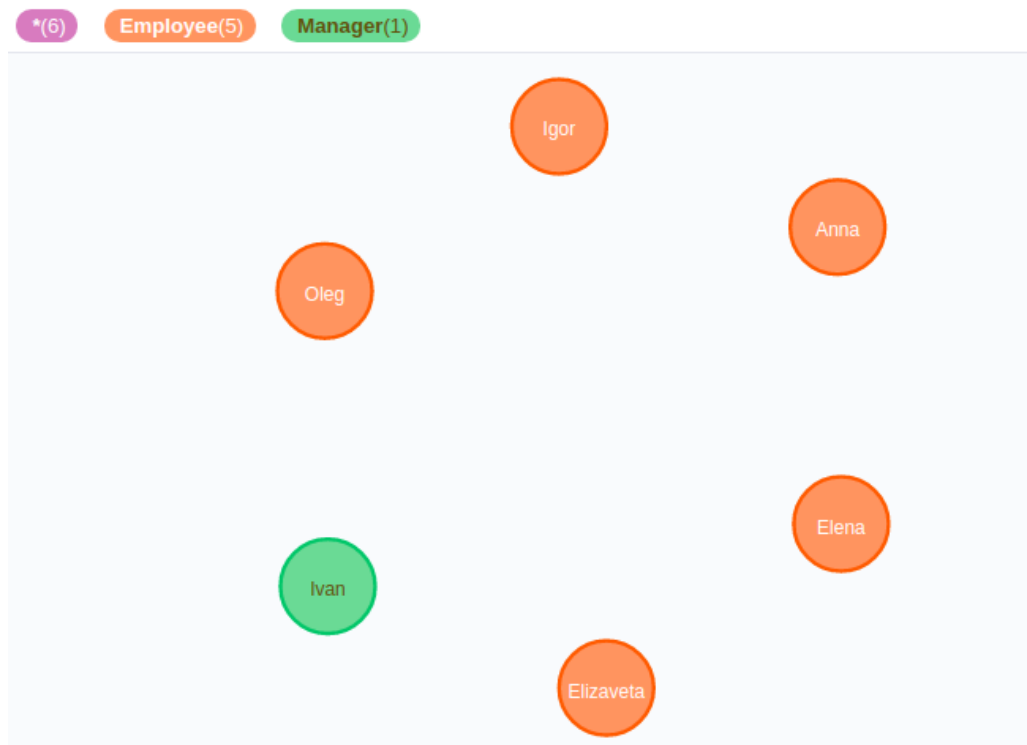 *(6) Employee(5) Manager(1)
Igor
Anna
Oleg
Elena
Ivan
Elizaveta